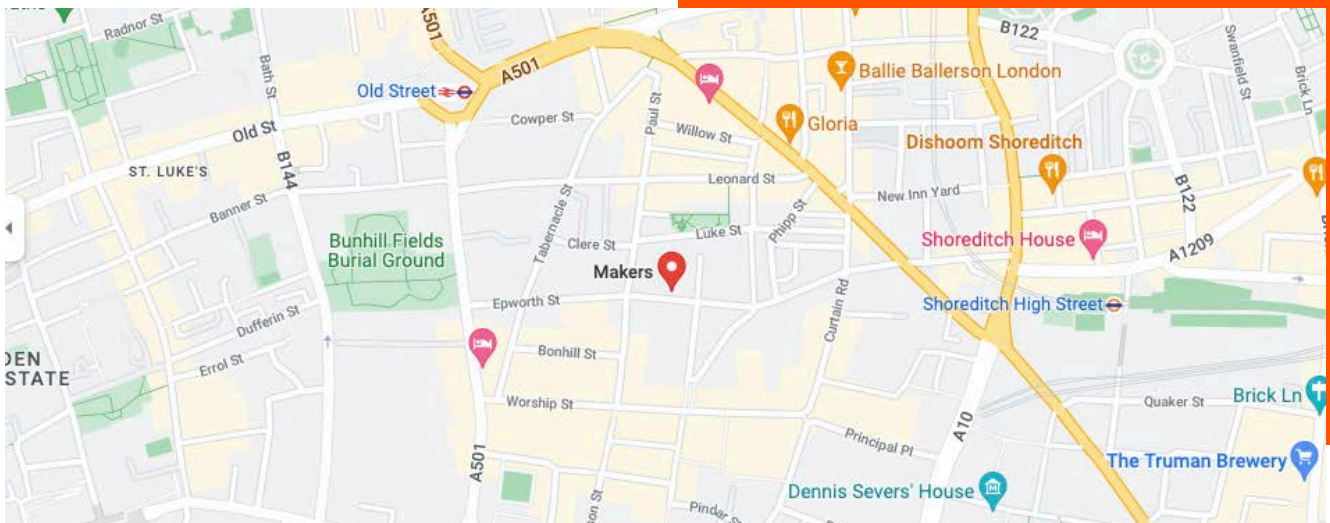 Radnor St
A501
Bath St
B122
Swanfield St
Brick Ln
Ballie Ballerson London
Old Street
A501
Paul St
Cowper St
Willow St
Gloria
Dishoom Shoreditch
Old St
B144
ST. LUKE'S
Leonard St
New Inn Yard
B122
Banner St
Tabernacle St
Phipp St
Luke St
Clere St
Bunhill Fields
Burial Ground
Shoreditch House
A1209
Makers
Epworth St
Dufferin St
Curtain Rd
Shoreditch High Street
Errol St
Bonhill St
Worship St
Quaker St
Brick Ln
A10
Principal Pl
A501
The Truman Brewery
Dennis Severs' House